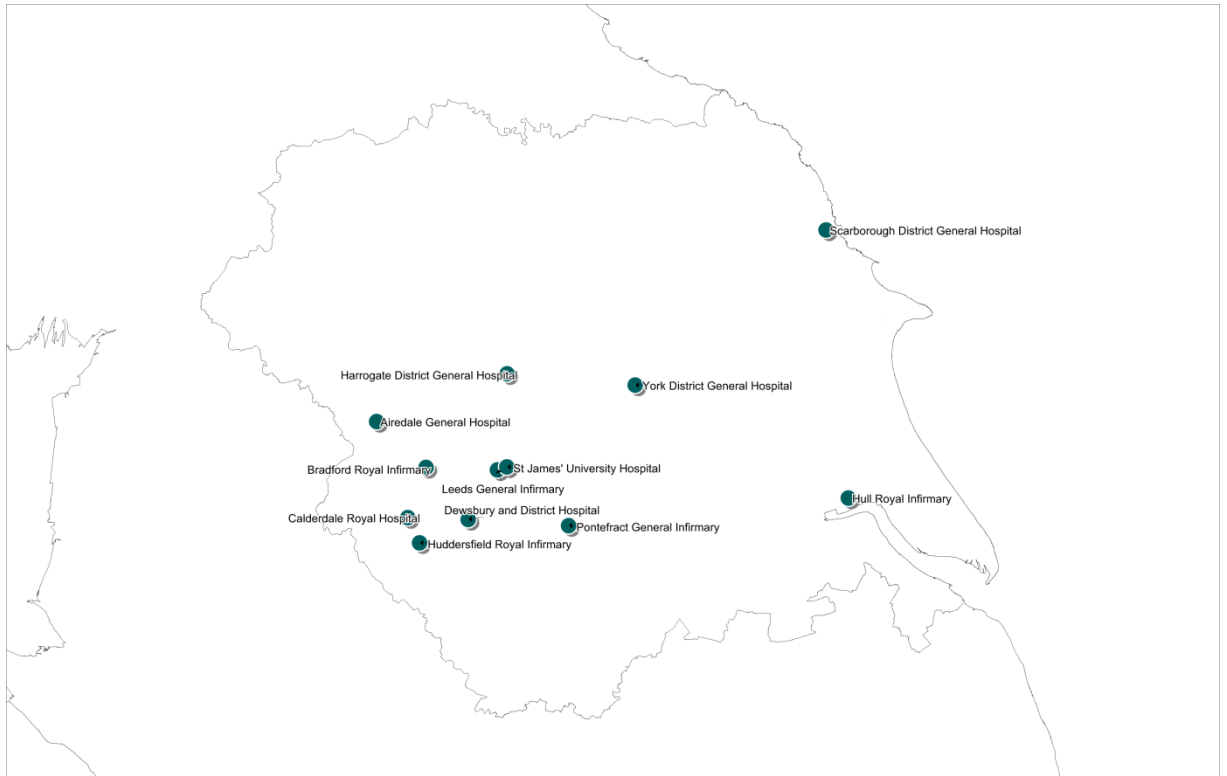 Scarborough District General Hospital
Harrogate District General Hospital
York District General Hospital
Airedale General Hospital
Bradford Royal Infirmary
St James' University Hospital
Leeds General Infirmary
Hull Royal Infirmary
Dewsbury and District Hospital
Calderdale Royal Hospital
Pontefract General Infirmary
Huddersfield Royal Infirmary